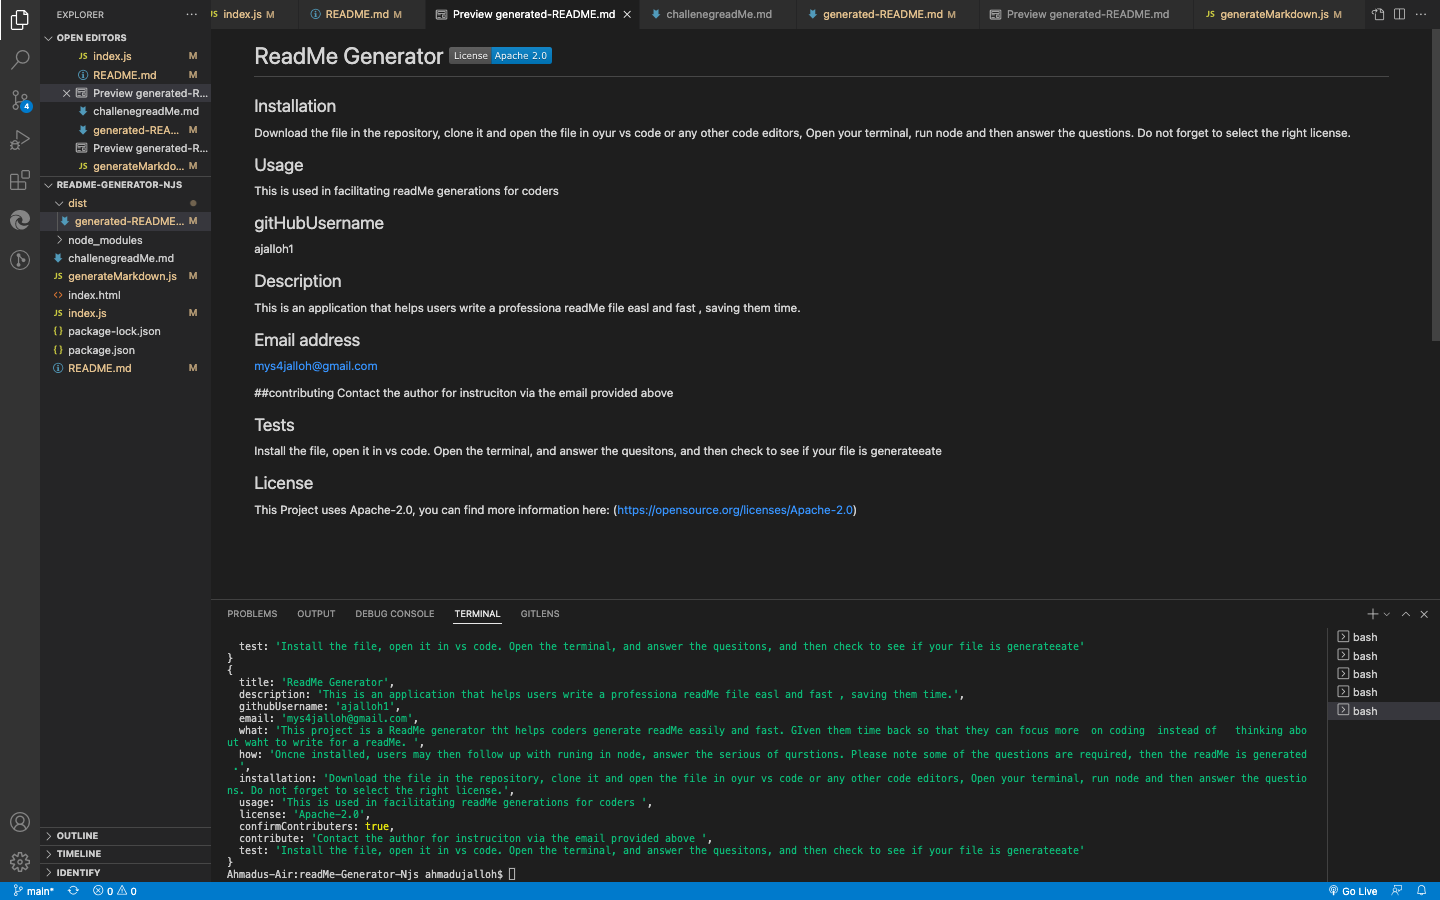 EXPLORER
···
JS index.js M
README.md M
Preview generated-README.md
challenegreadMe.md
generated-README.md M
Preview generated-README.md
JS generateMarkdown.js M
OPEN EDITORS
JS index.js M
README.md M
Preview generated-R...
challenegreadMe.md
generated-REA... M
Preview generated-R...
JS generateMarkdo... M
README-GENERATOR-NJS
dist
generated-README... M
node_modules
challenegreadMe.md
JS generateMarkdown.js M
index.html
JS index.js M
package-lock.json
package.json
README.md M
OUTLINE
TIMELINE
IDENTIFY
4
ReadMe Generator License Apache 2.0
Installation
Download the file in the repository, clone it and open the file in oyur vs code or any other code editors, Open your terminal, run node and then answer the questions. Do not forget to select the right license.
Usage
This is used in facilitating readMe generations for coders
gitHubUsername
ajalloh1
Description
This is an application that helps users write a professiona readMe file easl and fast , saving them time.
Email address
mys4jalloh@gmail.com
##contributing Contact the author for instruciton via the email provided above
Tests
Install the file, open it in vs code. Open the terminal, and answer the quesitons, and then check to see if your file is generateeate
License
This Project uses Apache-2.0, you can find more information here: (https://opensource.org/licenses/Apache-2.0)
PROBLEMS OUTPUT DEBUG CONSOLE TERMINAL GITLENS
test: 'Install the file, open it in vs code. Open the terminal, and answer the quesitons, and then check to see if your file is generateeate'
}
{
title: 'ReadMe Generator',
description: 'This is an application that helps users write a professiona readMe file easl and fast , saving them time.',
githubUsername: 'ajalloh1',
email: 'mys4jalloh@gmail.com',
what: 'This project is a ReadMe generator tht helps coders generate readMe easily and fast. GIven them time back so that they can focus more  on coding  instead of   thinking abo
ut waht to write for a readMe. ',
how: 'Oncne installed, users may then follow up with runing in node, answer the serious of qurstions. Please note some of the questions are required, then the readMe is generated
.',
installation: 'Download the file in the repository, clone it and open the file in oyur vs code or any other code editors, Open your terminal, run node and then answer the questio
ns. Do not forget to select the right license.',
usage: 'This is used in facilitating readMe generations for coders ',
license: 'Apache-2.0',
confirmContributers: true,
contribute: 'Contact the author for instruciton via the email provided above ',
test: 'Install the file, open it in vs code. Open the terminal, and answer the quesitons, and then check to see if your file is generateeate'
}
Ahmadus-Air:readMe-Generator-Njs ahmadujalloh$
bash
bash
bash
bash
bash
main* 0 0
Go Live